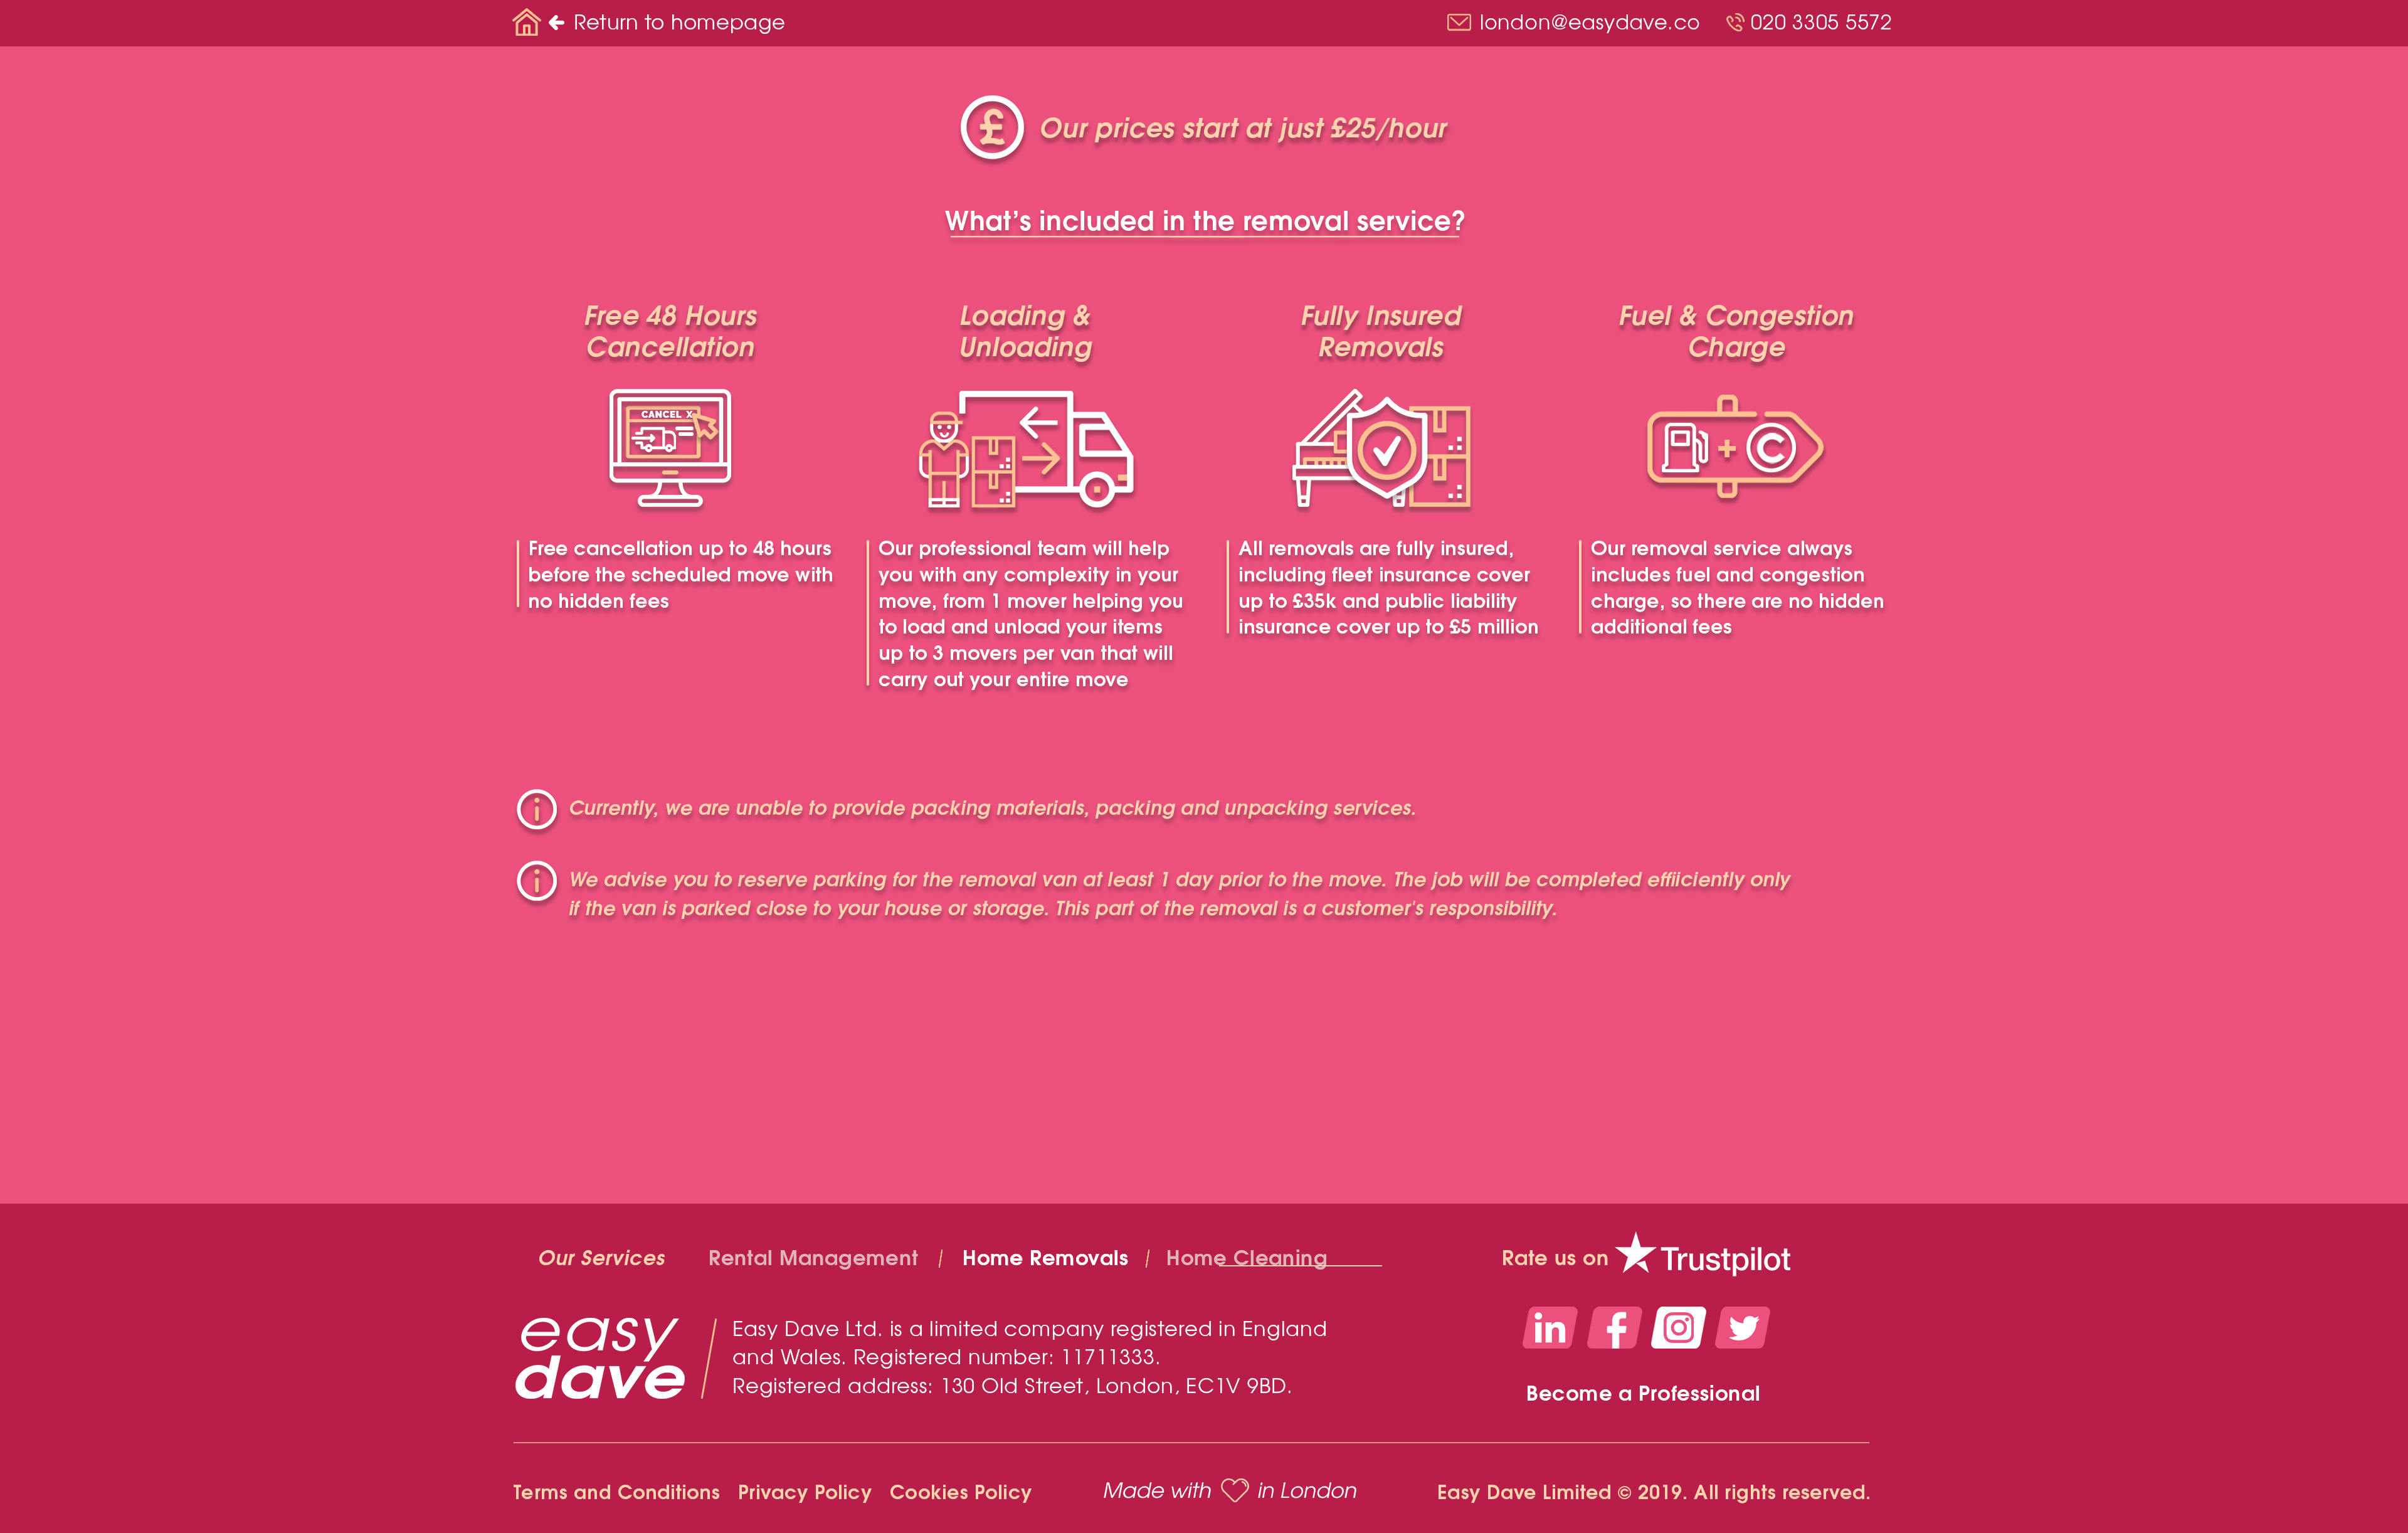 Return to homepage
london@easydave.co
020 3305 5572
£
Our prices start at just £25/hour
What's included in the removal service?
Free 48 Hours
Cancellation
CANCEL X
Free cancellation up to 48 hours
before the scheduled move with
no hidden fees
Loading &
Unloading
Our professional team will help
you with any complexity in your
move, from 1 mover helping you
to load and unload your items
up to 3 movers per van that will
carry out your entire move
Fully Insured
Removals
All removals are fully insured,
including fleet insurance cover
up to £35k and public liability
insurance cover up to £5 million
Fuel & Congestion
Charge
+ C
Our removal service always
includes fuel and congestion
charge, so there are no hidden
additional fees
i
Currently, we are unable to provide packing materials, packing and unpacking services.
i
We advise you to reserve parking for the removal van at least 1 day prior to the move. The job will be completed effiiciently only
if the van is parked close to your house or storage. This part of the removal is a customer's responsibility.
Our Services
Rental Management / Home Removals / Home Cleaning
Rate us on Trustpilot
easy
dave
Easy Dave Ltd. is a limited company registered in England
and Wales. Registered number: 11711333.
Registered address: 130 Old Street, London, EC1V 9BD.
in f
Become a Professional
Terms and Conditions
Privacy Policy
Cookies Policy
Made with in London
Easy Dave Limited © 2019. All rights reserved.